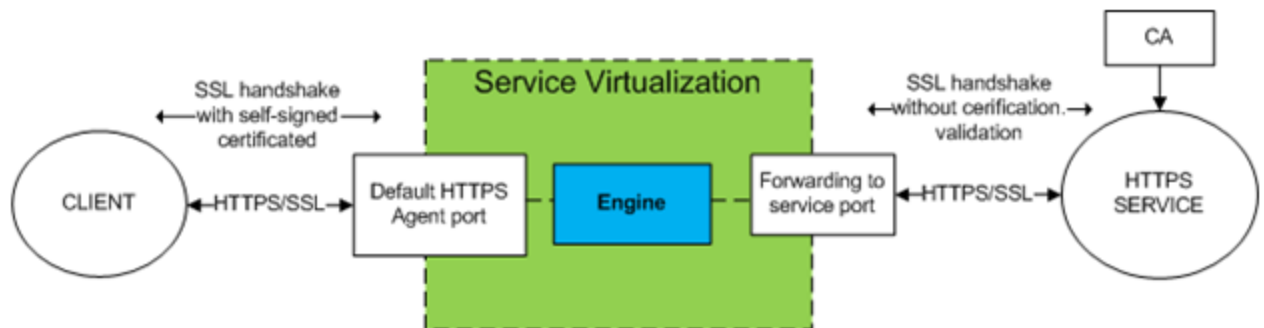 CA
Service Virtualization
SSL handshake
with self-signed
certificated
SSL handshake
without cerification.
validation
CLIENT
HTTPS/SSL
Default HTTPS
Agent port
Engine
Forwarding to
service port
HTTPS/SSL
HTTPS
SERVICE